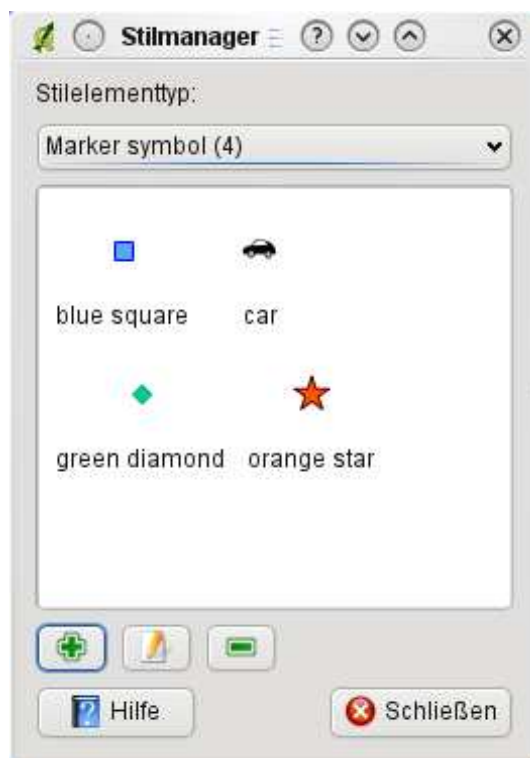 Stilmanager
Stilelementtyp:
Marker symbol (4)
blue square car
green diamond orange star
Hilfe
Schließen